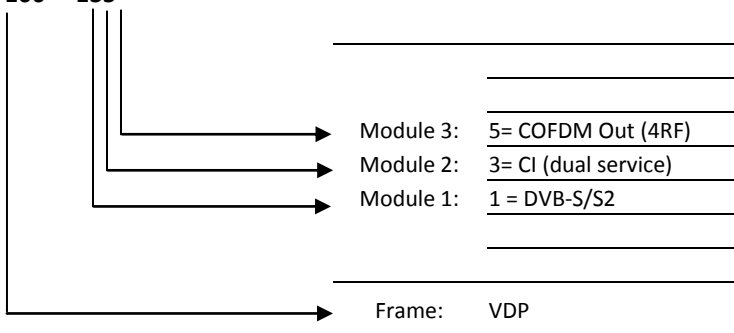 Module 3: 5= COFDM Out (4RF)
Module 2: 3= CI (dual service)
Module 1: 1 = DVB-S/S2
Frame: VDP